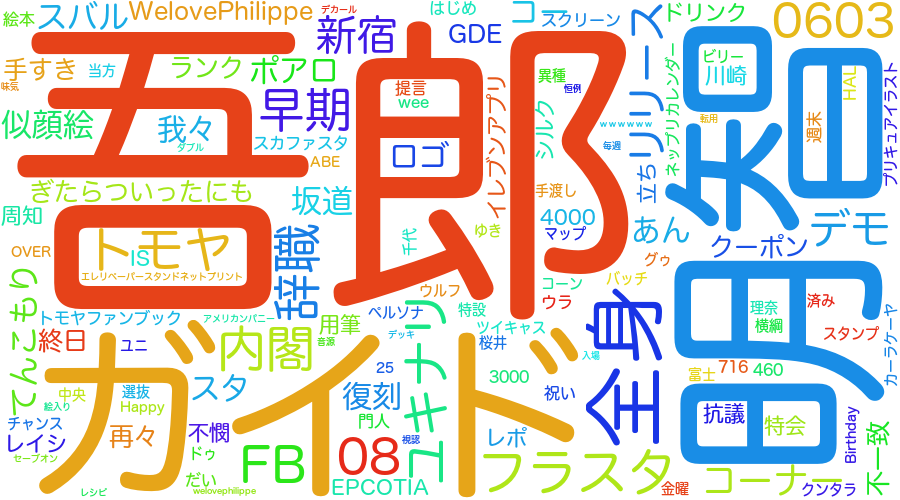 絵本
スバル
WelovePhilippe
デカール
はじめ
コー
スクリーン
ドリンク
0603
手すき
当方
ランク
ポアロ
新宿
GDE
リリース
ビリー
川崎
HAL
味気
早期
提言
wee
異種
恒例
似顔絵
我々
ダブル
スカファスタ
ABE
吾郎
ロゴ
イレブンアプリ
シルク
wwwwww
毎週
ネップリカレンダー
転用
週末
プリキュアイラスト
ぎたらついったにも
坂道
手渡し
立ち
明智
周知
トモヤ
IS
OVER
エレリペーパースタンドネットプリント
辞職
千代
ゆき
4000
マップ
あん
クーポン
デモ
グゥ
てんこもり
トモヤファンブック
アメリカンパニー
ペルソナ
ウルフ
特設
コーン
ウラ
バッチ
全身
理奈
横綱
済み
スタンプ
カーラケーヤ
終日
ユニ
ガイド
内閣
用筆
音源
デッキ
ユキナリ
ツイキャス
桜井
入場
中央
絵入り
選抜
Happy
スタ
25
復刻
3000
祝い
富士
716
460
チャンス
レイシ
セーブオン
再々
不憫
ドゥ
門人
視認
レポ
抗議
特会
Birthday
不一致
レシピ
だい
welovephilippe
FB
08
EPCOTIA
フラスタ
金曜
コーナー
クンタラ